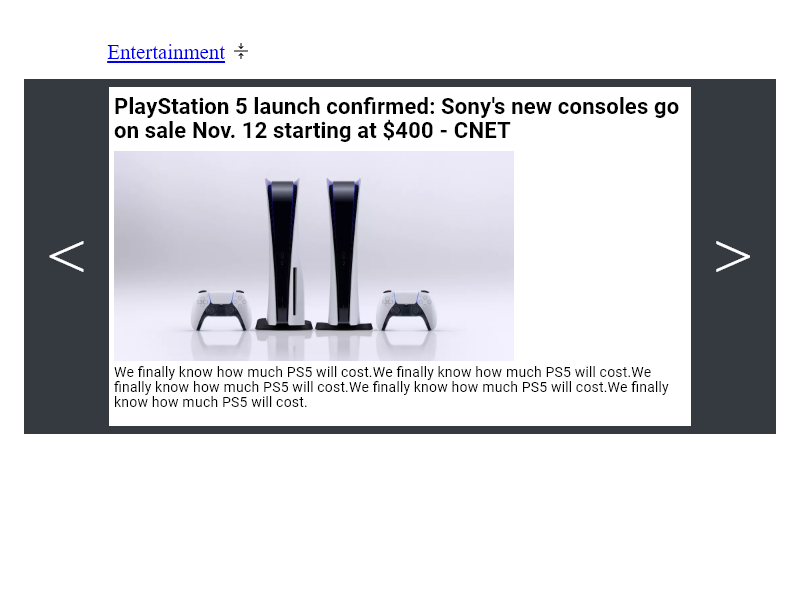 Entertainment
PlayStation 5 launch confirmed: Sony's new consoles go
on sale Nov. 12 starting at $400 - CNET
<
>
We finally know how much PS5 will cost.We finally know how much PS5 will cost.We
finally know how much PS5 will cost.We finally know how much PS5 will cost.We finally
know how much PS5 will cost.